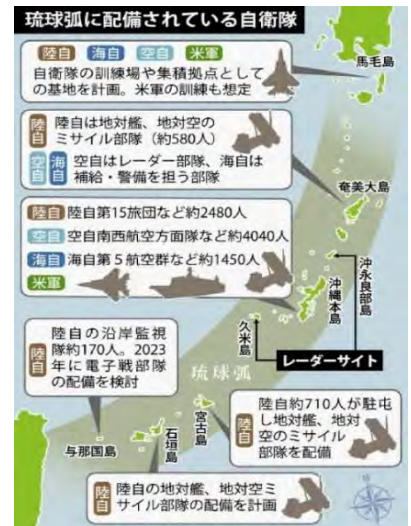 琉球弧に配備されている自衛隊
陸自 海自 空自 米軍
自衛隊の訓練場や集積拠点として
の基地を計画。米軍の訓練も想定
馬毛島
陸自
陸自は地対艦、地対空の
ミサイル部隊（約580人）
空自 海自
空自はレーダー部隊、海自は
補給・警備を担う部隊
奄美大島
陸自 陸自第15旅団など約2480人
空自 空自南西航空方面隊など約4040人
海自 海自第５航空群など約1450人
米軍
沖永良部島
沖縄本島
久米島
レーダーサイト
陸自
陸自の沿岸監視
隊約170人。2023
年に電子戦部隊
の配備を検討
琉球弧
与那国島
石垣島
宮古島
陸自
陸自約710人が駐屯
し地対艦、地対
空のミサイル
部隊を配備
陸自
陸自の地対艦、地対空ミ
サイル部隊の配備を計画